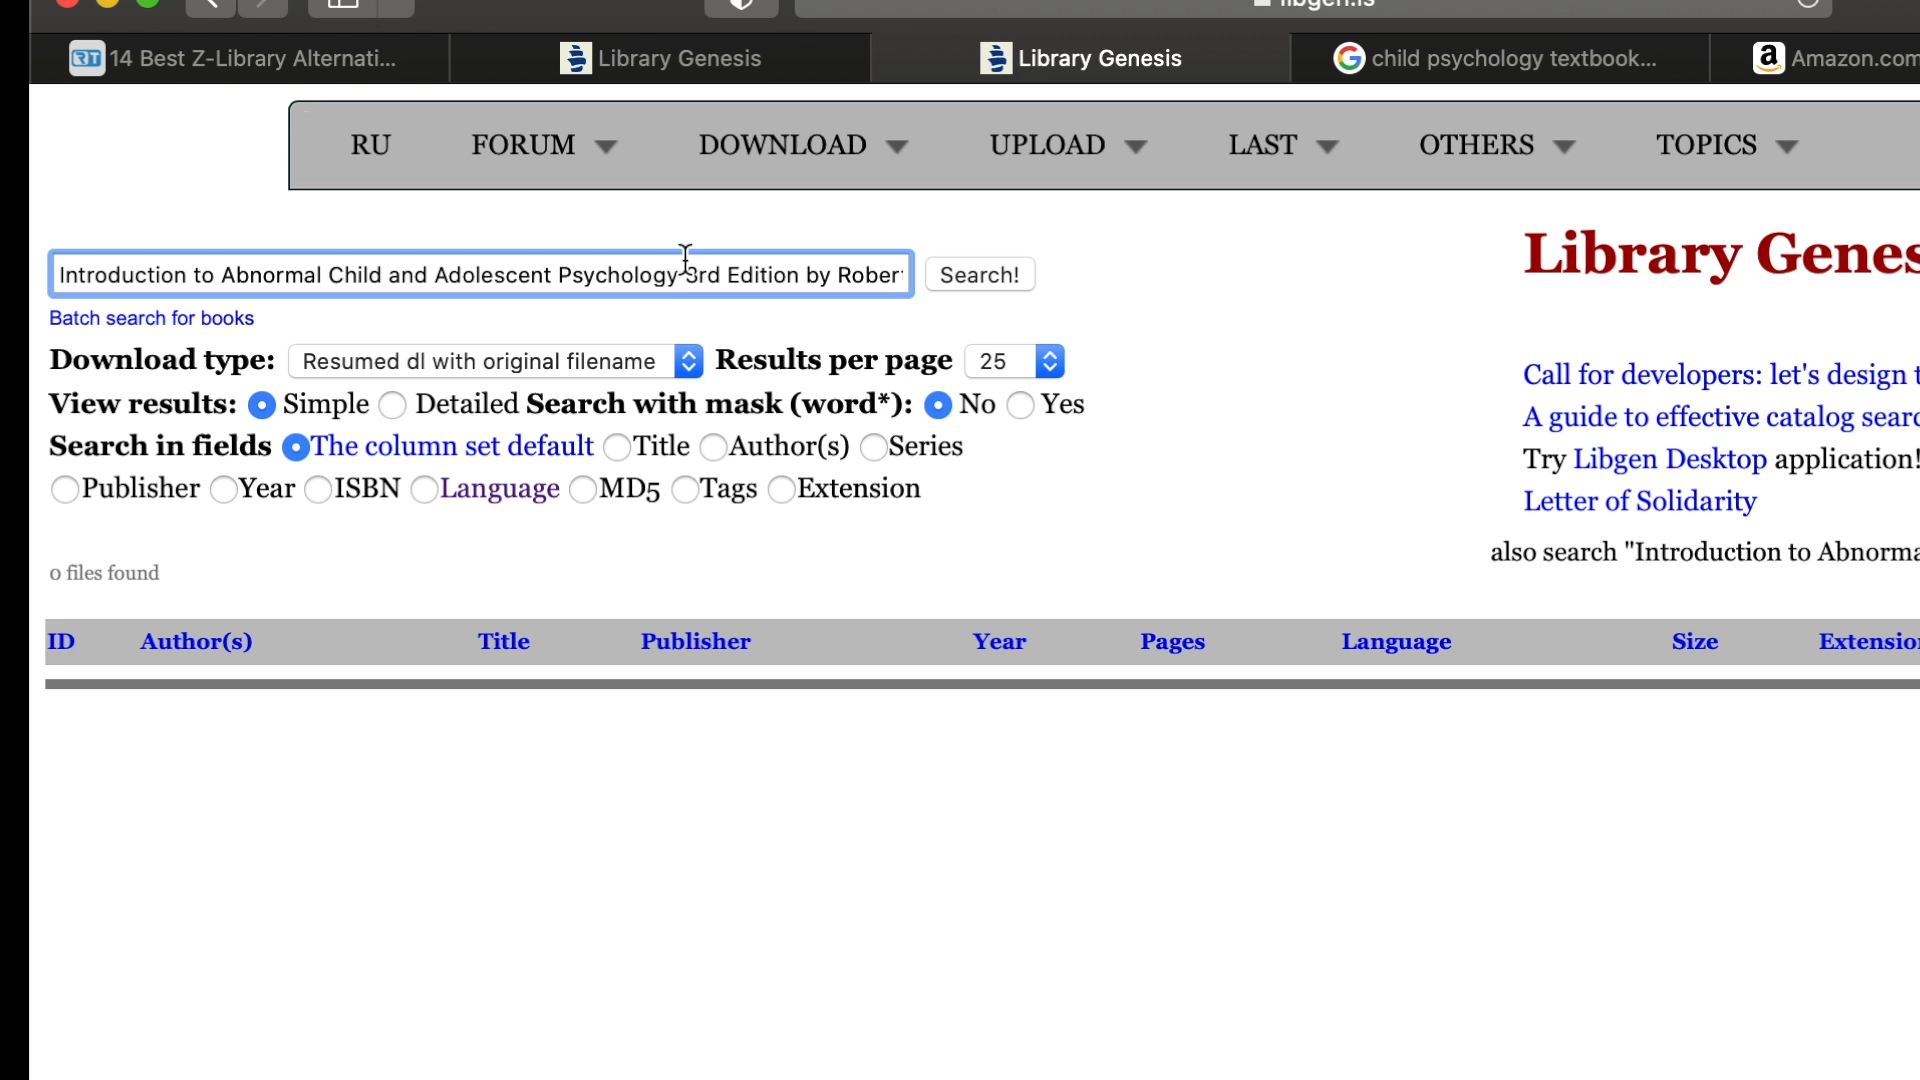 14 Best Z-Library Alternati... Library Genesis Library Genesis child psychology textbook... Amazon.com
RU FORUM DOWNLOAD UPLOAD LAST OTHERS TOPICS
Library Genes
Introduction to Abnormal Child and Adolescent Psychology 3rd Edition by Rober Search!
Batch search for books
Download type: Resumed dl with original filename Results per page 25
Call for developers: let's design t
View results: Simple Detailed Search with mask (word*): No Yes
A guide to effective catalog searc
Search in fields The column set default Title Author(s) Series
Try Libgen Desktop application!
Publisher Year ISBN Language MD5 Tags Extension
Letter of Solidarity
also search "Introduction to Abnorma
0 files found
ID Author(s) Title Publisher Year Pages Language Size Extension